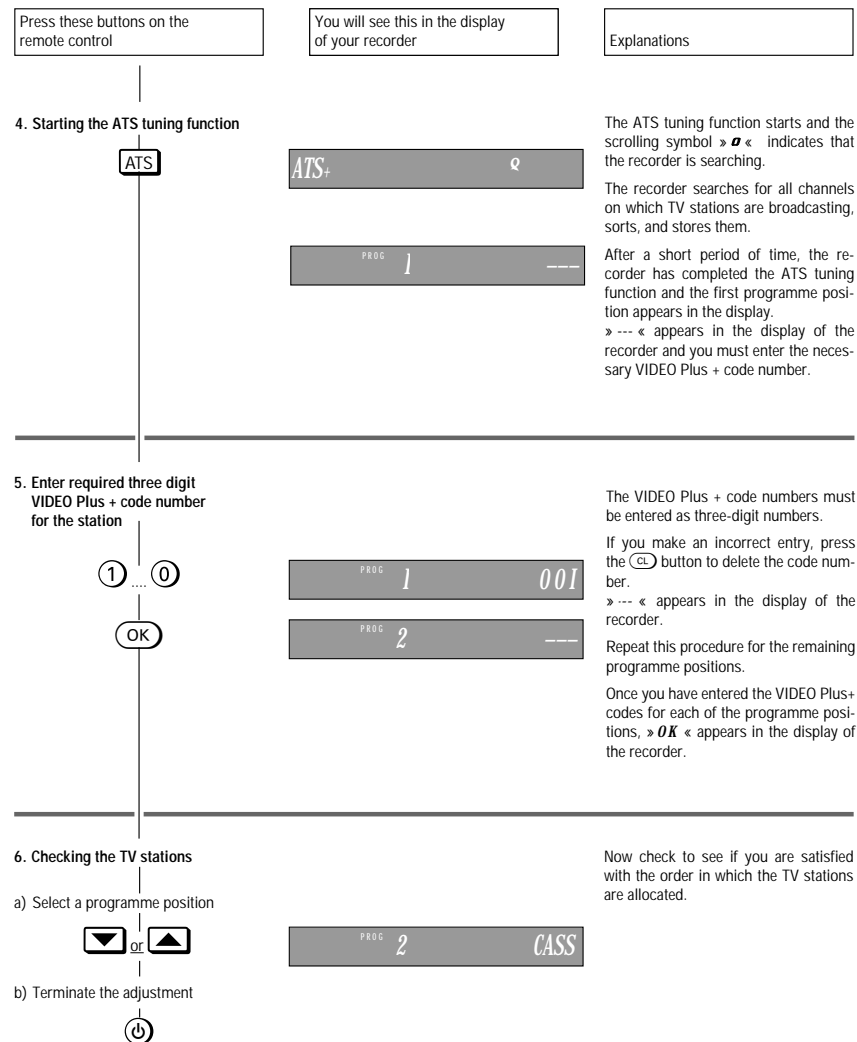 Press these buttons on the
remote control
You will see this in the display
of your recorder
Explanations
4. Starting the ATS tuning function
ATS
ATS+
PROG 1 ---
The ATS tuning function starts and the
scrolling symbol » o « indicates that
the recorder is searching.
The recorder searches for all channels
on which TV stations are broadcasting,
sorts, and stores them.
After a short period of time, the re-
corder has completed the ATS tuning
function and the first programme posi-
tion appears in the display.
» --- « appears in the display of the
recorder and you must enter the neces-
sary VIDEO Plus + code number.
5. Enter required three digit
VIDEO Plus + code number
for the station
1 .... 0
PROG 1 001
OK
PROG 2 ---
The VIDEO Plus + code numbers must
be entered as three-digit numbers.
If you make an incorrect entry, press
the CL button to delete the code num-
ber.
» --- « appears in the display of the
recorder.
Repeat this procedure for the remaining
programme positions.
Once you have entered the VIDEO Plus+
codes for each of the programme posi-
tions, » OK « appears in the display of
the recorder.
6. Checking the TV stations
a) Select a programme position
or
PROG 2 CASS
b) Terminate the adjustment
Now check to see if you are satisfied
with the order in which the TV stations
are allocated.